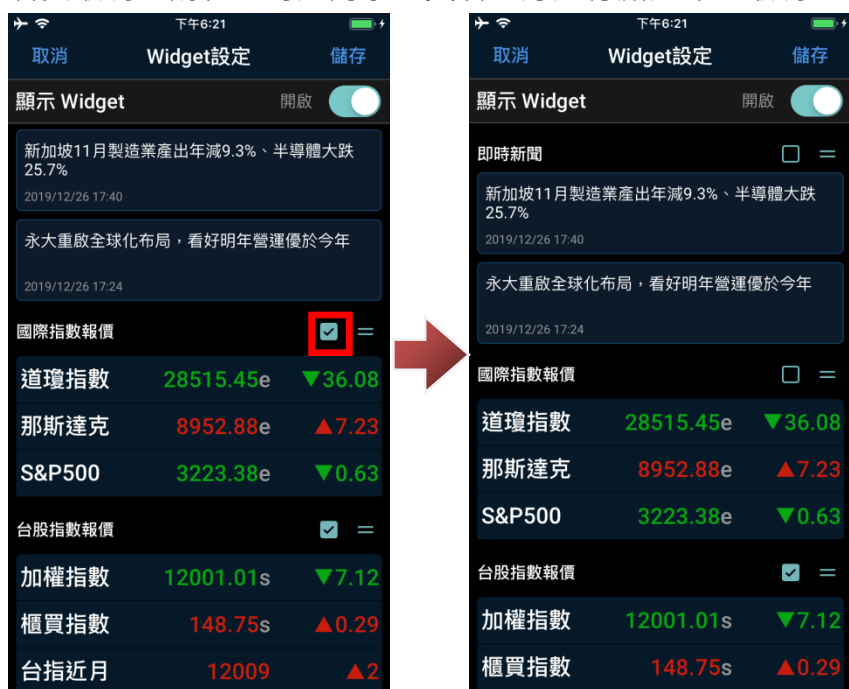 下午6:21
取消 Widget設定 儲存
顯示 Widget 開啟
新加坡11月製造業產出年減9.3%、半導體大跌
25.7%
2019/12/26 17:40
永大重啟全球化布局，看好明年營運優於今年
2019/12/26 17:24
國際指數報價
道瓊指數 28515.45e ▼36.08
那斯達克 8952.88e ▲7.23
S&P500 3223.38e ▼0.63
台股指數報價
加權指數 12001.01s ▼7.12
櫃買指數 148.75s ▲0.29
台指近月 12009 ▲2
下午6:21
取消 Widget設定 儲存
顯示 Widget 開啟
即時新聞
新加坡11月製造業產出年減9.3%、半導體大跌
25.7%
2019/12/26 17:40
永大重啟全球化布局，看好明年營運優於今年
2019/12/26 17:24
國際指數報價
道瓊指數 28515.45e ▼36.08
那斯達克 8952.88e ▲7.23
S&P500 3223.38e ▼0.63
台股指數報價
加權指數 12001.01s ▼7.12
櫃買指數 148.75s ▲0.29